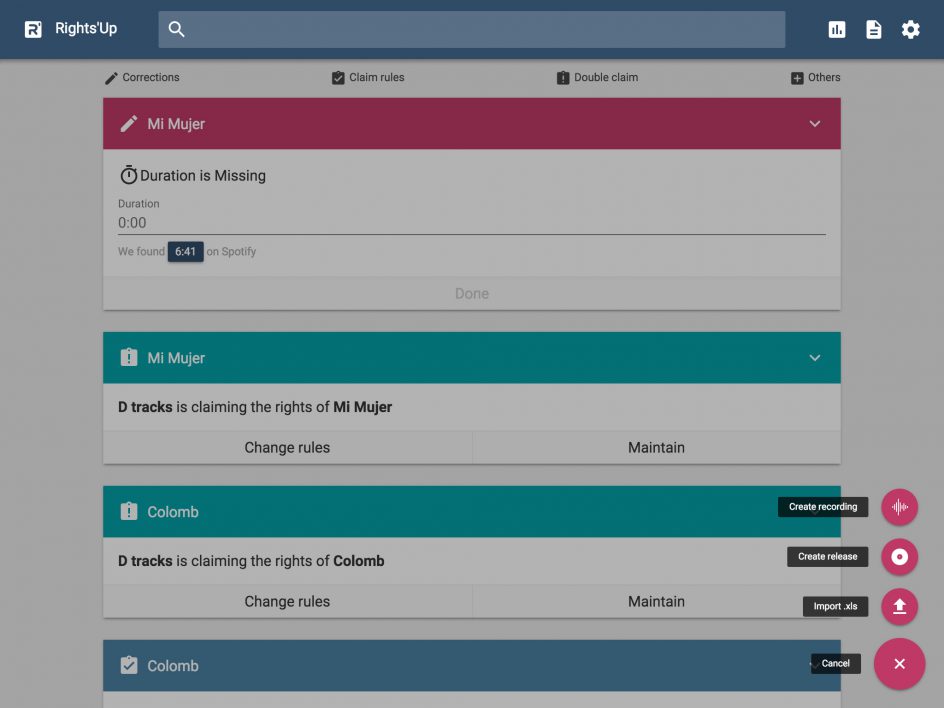 Rights'Up
Corrections
Claim rules
Double claim
Others
Mi Mujer
Duration is Missing
Duration
0:00
We found 6:41 on Spotify
Done
Mi Mujer
D tracks is claiming the rights of Mi Mujer
Change rules
Maintain
Colomb
Create recording
D tracks is claiming the rights of Colomb
Create release
Change rules
Maintain
Import .xls
Colomb
Cancel